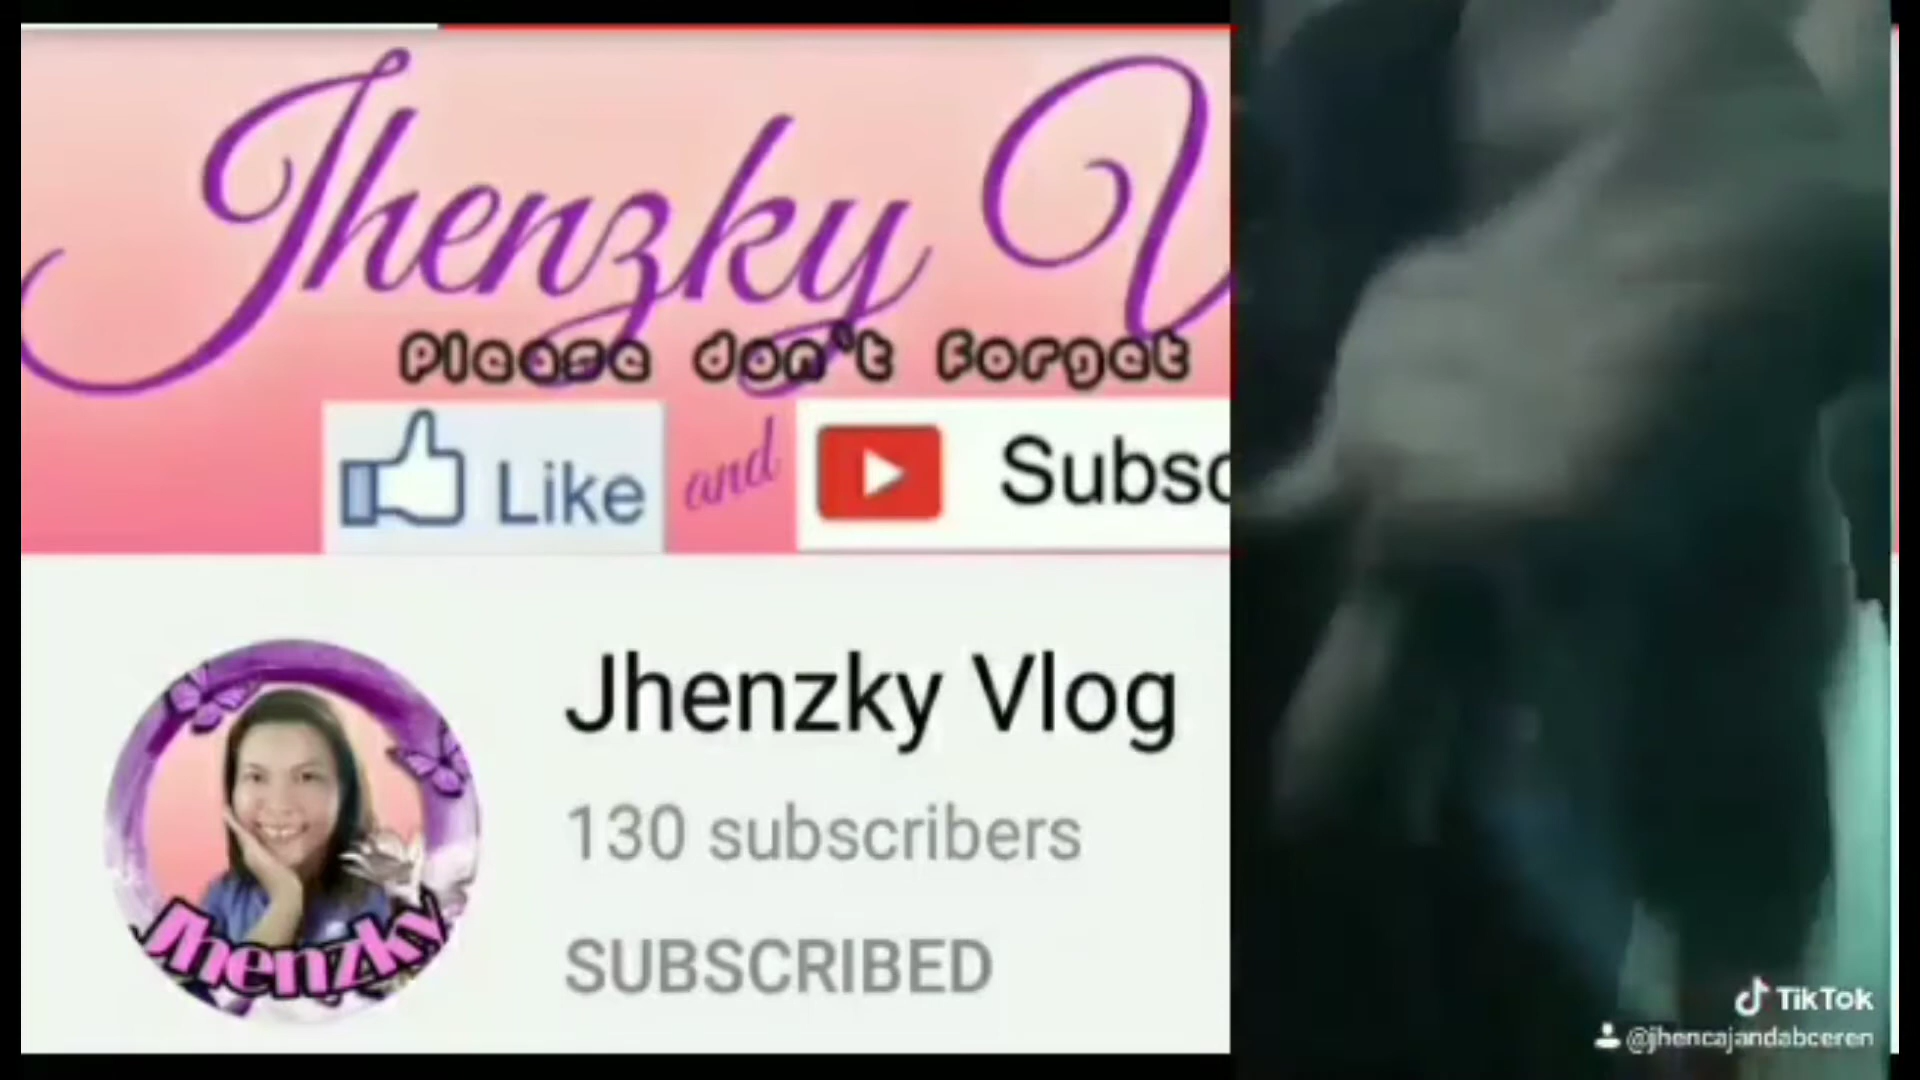 Jhenzky V
Please don't forget
Like and Subsc
Jhenzky Vlog
130 subscribers
SUBSCRIBED
Jhenzky
TikTok
@jhencajandabceren